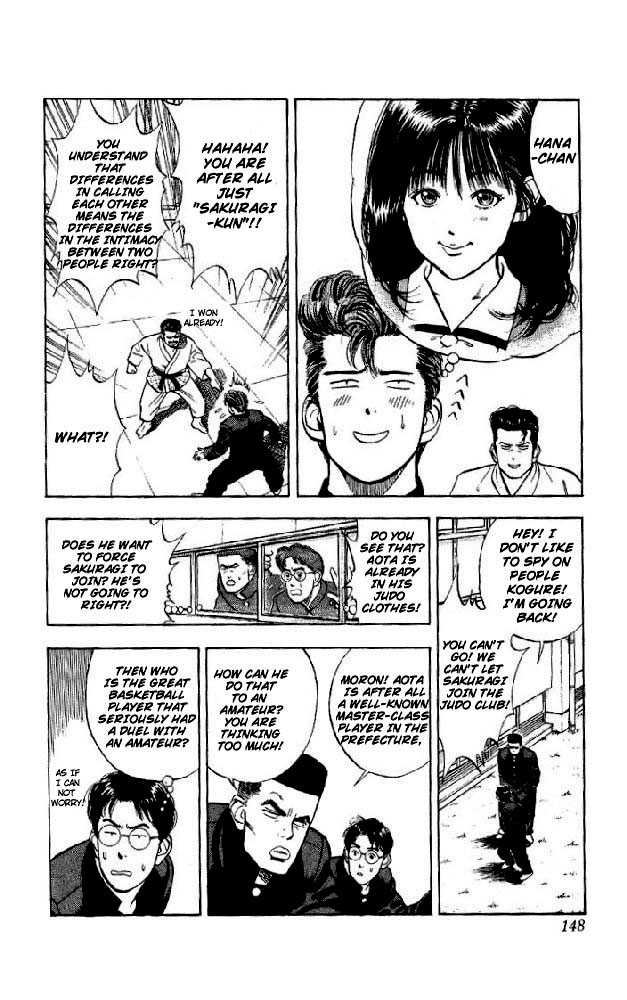 HANA
-CHAN
HAHAHA!
YOU ARE
AFTER ALL
JUST
"SAKURAGI
-KUN"!!
YOU
UNDERSTAND
THAT
DIFFERENCES
IN CALLING
EACH OTHER
MEANS THE
DIFFERENCES
IN THE INTIMACY
BETWEEN TWO
PEOPLE RIGHT?
I WON
ALREADY!
WHAT?!
HEY! I
DON'T LIKE
TO SPY ON
PEOPLE
KOGURE!
I'M GOING
BACK!
YOU CAN'T
GO! WE
CAN'T LET
SAKURAGI
JOIN THE
JUDO CLUB!
DO YOU
SEE THAT?
AOTA IS
ALREADY
IN HIS
JUDO
CLOTHES!
DOES HE WANT
TO FORCE
SAKURAGI TO
JOIN? HE'S
NOT GOING TO
RIGHT?!
MORON! AOTA
IS AFTER ALL
A WELL-KNOWN
MASTER-CLASS
PLAYER IN THE
PREFECTURE,
HOW CAN HE
DO THAT
TO AN
AMATEUR?
YOU ARE
THINKING
TOO MUCH!
THEN WHO
IS THE GREAT
BASKETBALL
PLAYER THAT
SERIOUSLY HAD
A DUEL WITH
AN AMATEUR?
AS IF
I CAN
NOT
WORRY!
148